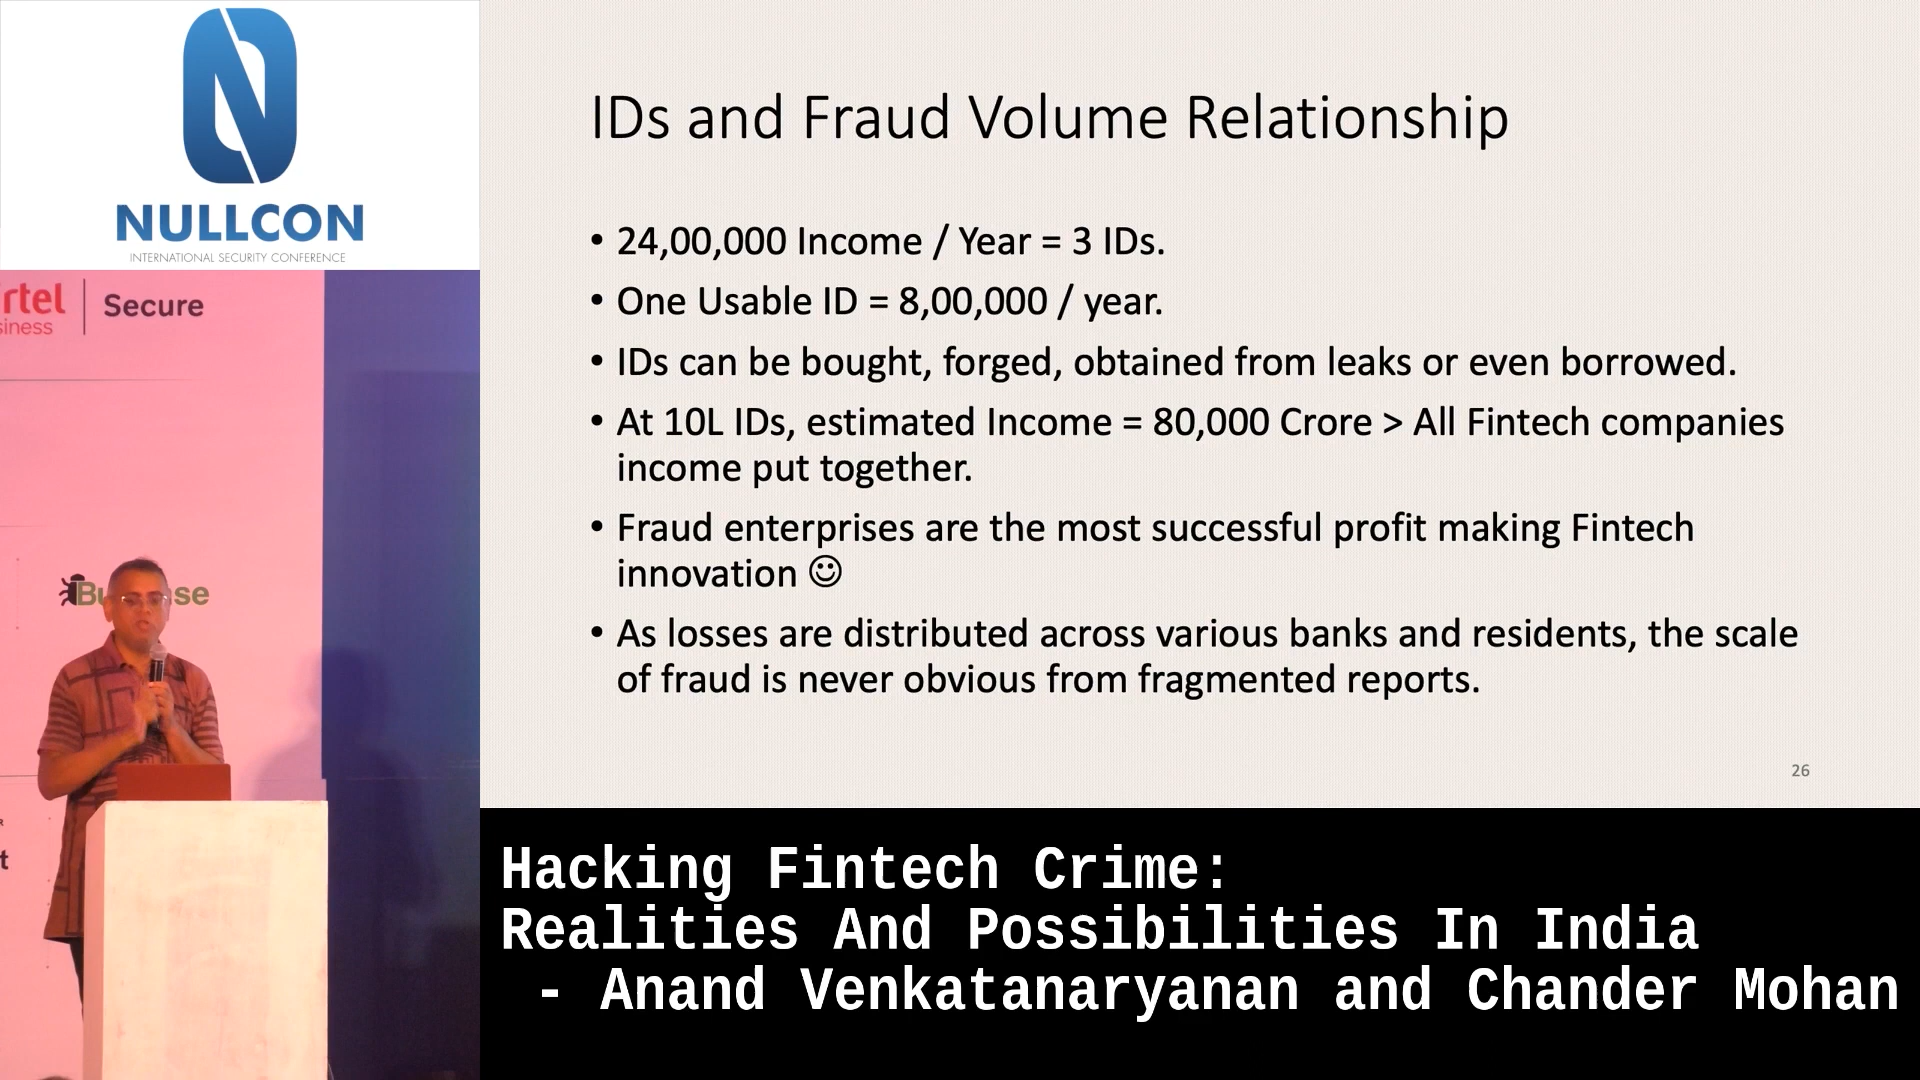 NULLCON
INTERNATIONAL SECURITY CONFERENCE
rtel
siness
Secure
Bu
se
t
IDs and Fraud Volume Relationship
• 24,00,000 Income / Year = 3 IDs.
• One Usable ID = 8,00,000 / year.
• IDs can be bought, forged, obtained from leaks or even borrowed.
• At 10L IDs, estimated Income = 80,000 Crore > All Fintech companies
income put together.
• Fraud enterprises are the most successful profit making Fintech
innovation ☺
• As losses are distributed across various banks and residents, the scale
of fraud is never obvious from fragmented reports.
26
Hacking Fintech Crime:
Realities And Possibilities In India
- Anand Venkatanaryanan and Chander Mohan